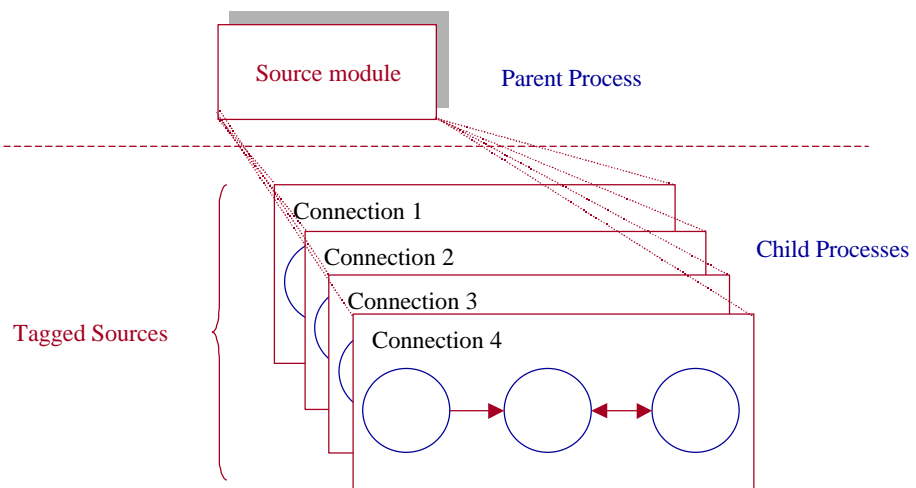 Source module
Parent Process
Connection 1
Connection 2
Child Processes
Connection 3
Tagged Sources
Connection 4